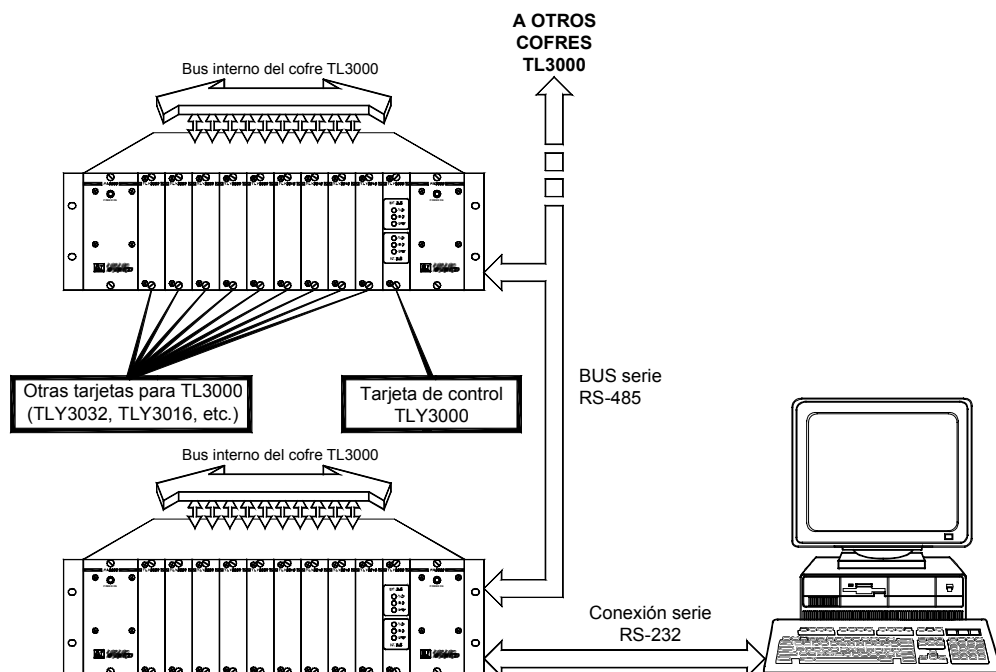 A OTROS
COFRES
TL3000
Bus interno del cofre TL3000
Otras tarjetas para TL3000
(TLY3032, TLY3016, etc.)
Tarjeta de control
TLY3000
BUS serie
RS-485
Bus interno del cofre TL3000
Conexión serie
RS-232